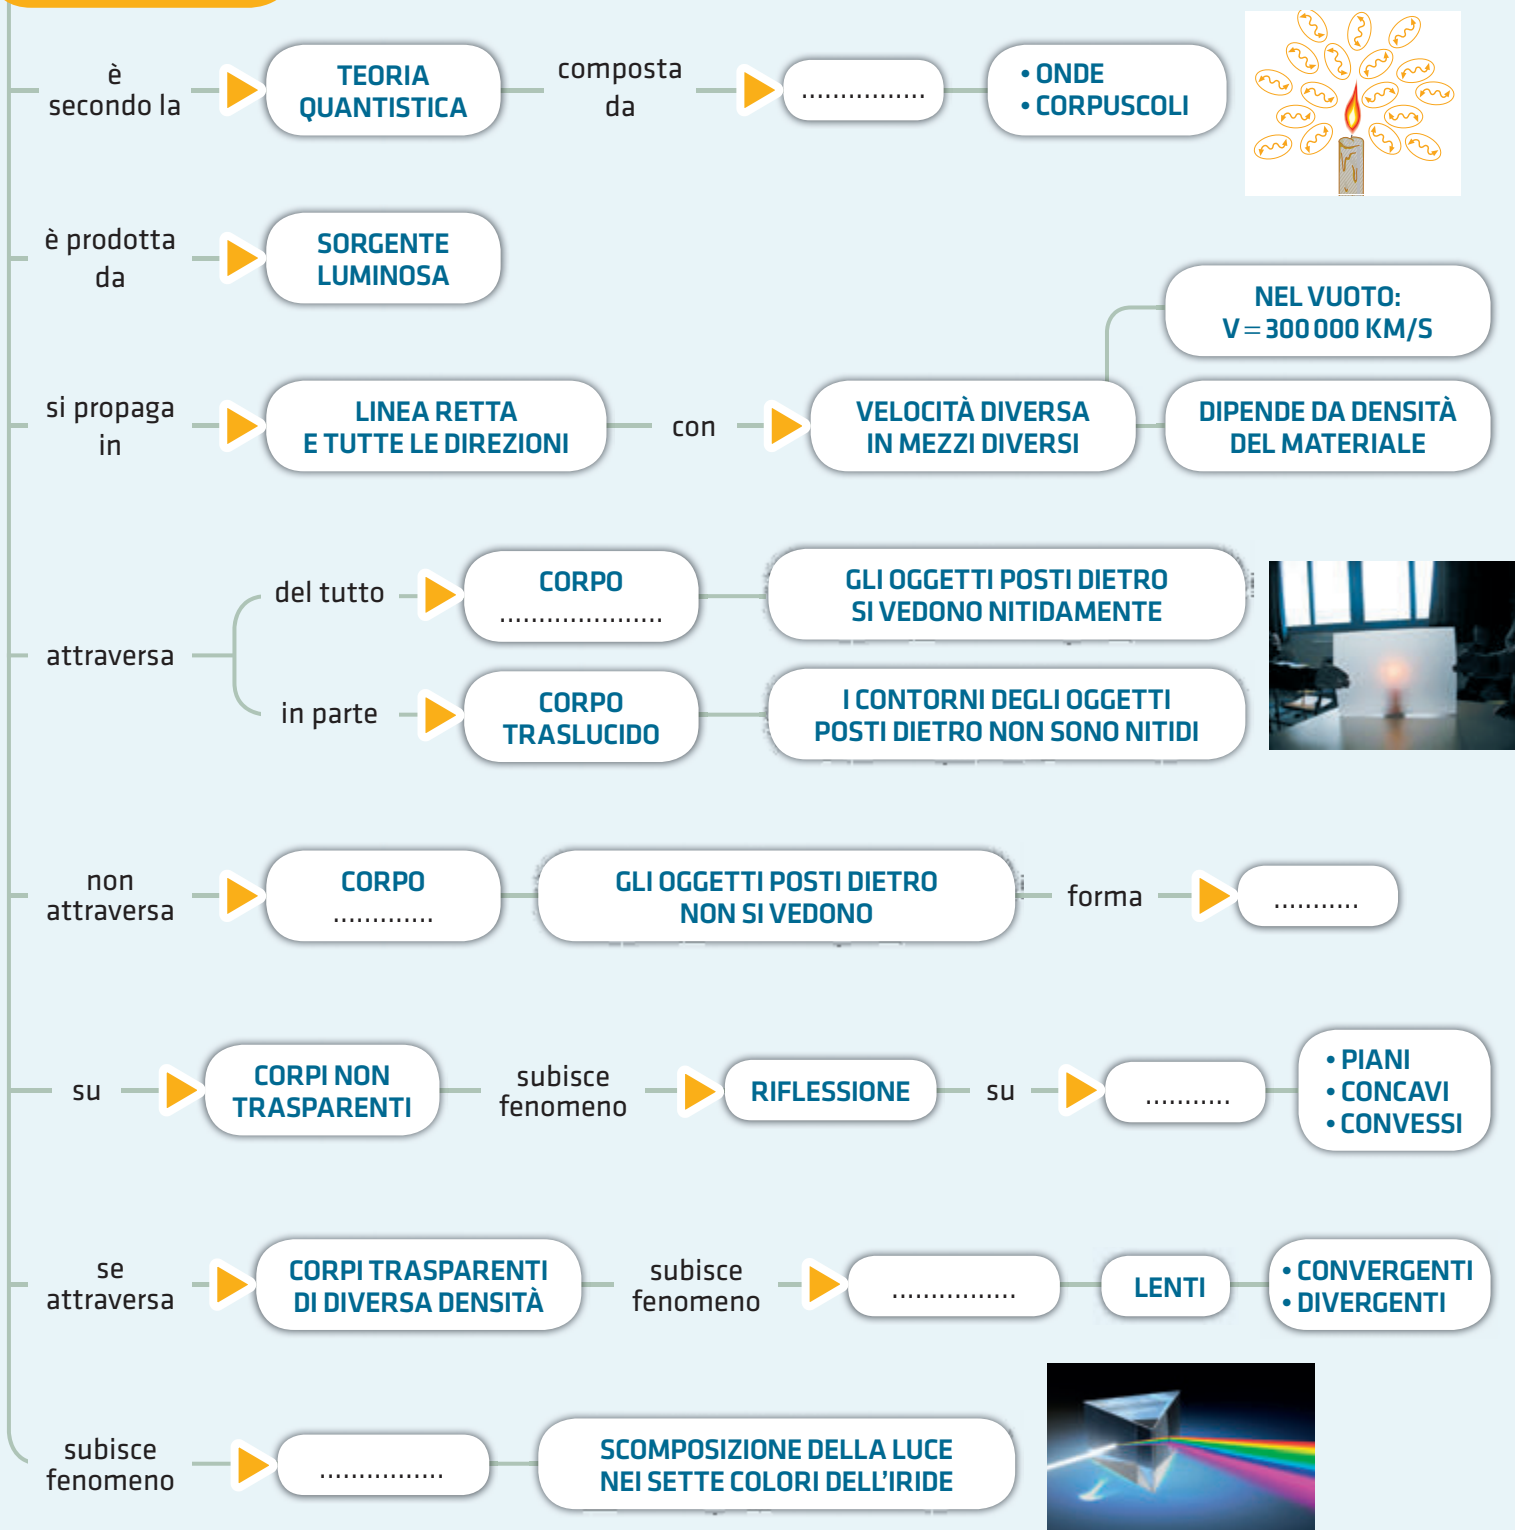 è
secondo la
TEORIA
QUANTISTICA
composta
da
................
• ONDE
• CORPUSCOLI
è prodotta
da
SORGENTE
LUMINOSA
si propaga
in
LINEA RETTA
E TUTTE LE DIREZIONI
con
VELOCITÀ DIVERSA
IN MEZZI DIVERSI
NEL VUOTO:
V = 300 000 KM/S
DIPENDE DA DENSITÀ
DEL MATERIALE
attraversa
del tutto
CORPO
.....................
GLI OGGETTI POSTI DIETRO
SI VEDONO NITIDAMENTE
in parte
CORPO
TRASLUCIDO
I CONTORNI DEGLI OGGETTI
POSTI DIETRO NON SONO NITIDI
non
attraversa
CORPO
.............
GLI OGGETTI POSTI DIETRO
NON SI VEDONO
forma
...........
su
CORPI NON
TRASPARENTI
subisce
fenomeno
RIFLESSIONE
su
...........
• PIANI
• CONCAVI
• CONVESSI
se
attraversa
CORPI TRASPARENTI
DI DIVERSA DENSITÀ
subisce
fenomeno
................
LENTI
• CONVERGENTI
• DIVERGENTI
subisce
fenomeno
................
SCOMPOSIZIONE DELLA LUCE
NEI SETTE COLORI DELL'IRIDE